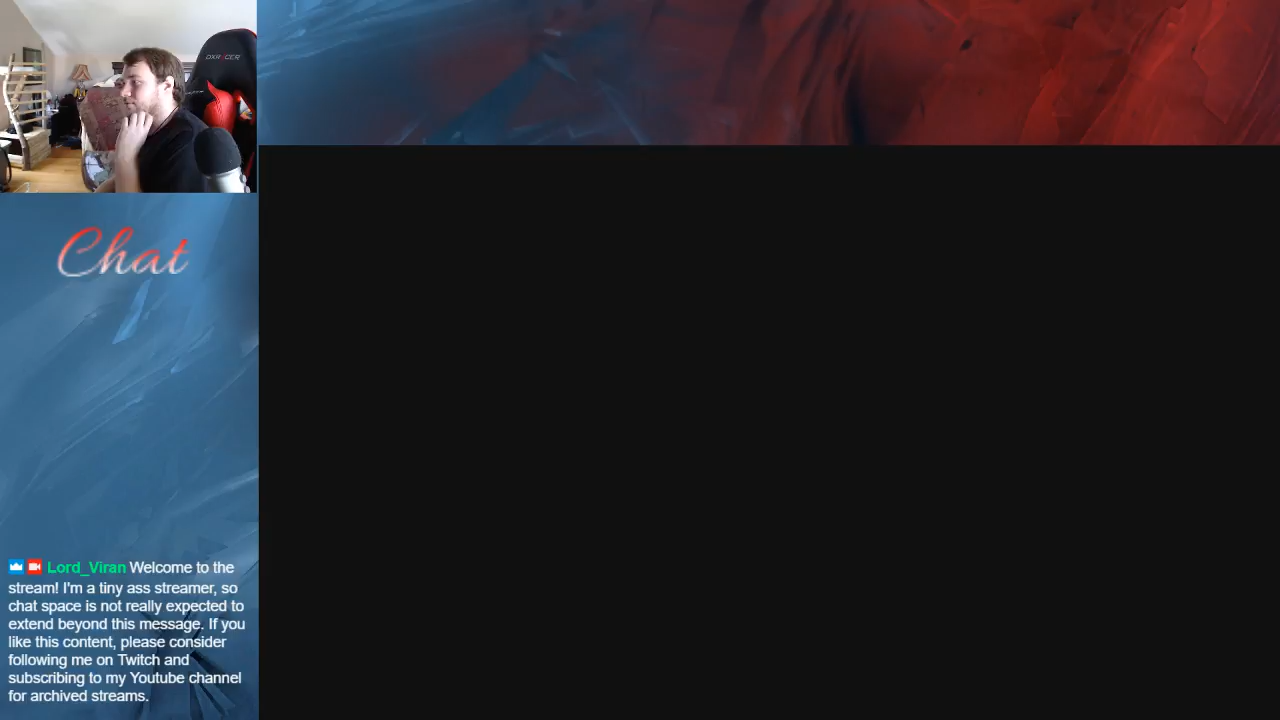 DXRACER
Chat
Lord_Viran Welcome to the
stream! I'm a tiny ass streamer, so
chat space is not really expected to
extend beyond this message. If you
like this content, please consider
following me on Twitch and
subscribing to my Youtube channel
for archived streams.